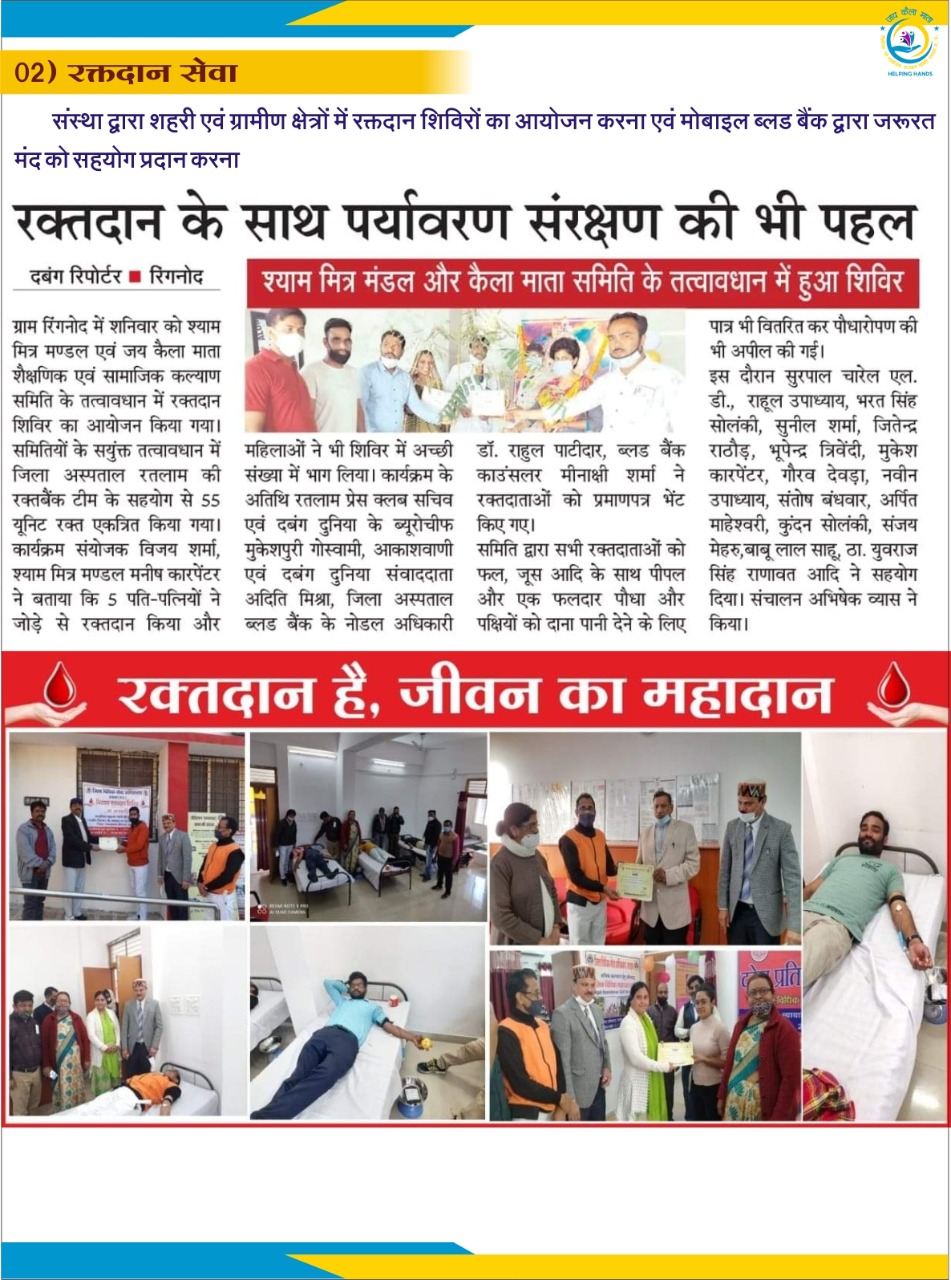 जय कैला माता
HELPING HANDS
02) रक्तदान सेवा
संस्था द्वारा शहरी एवं ग्रामीण क्षेत्रों में रक्तदान शिविरों का आयोजन करना एवं मोबाइल ब्लड बैंक द्वारा जरूरत
मंद को सहयोग प्रदान करना
रक्तदान के साथ पर्यावरण संरक्षण की भी पहल
दबंग रिपोर्टर ■ रिंगनोद
श्याम मित्र मंडल और कैला माता समिति के तत्वावधान में हुआ शिविर
ग्राम रिंगनोद में शनिवार को श्याम
मित्र मण्डल एवं जय कैला माता
शैक्षणिक एवं सामाजिक कल्याण
समिति के तत्वावधान में रक्तदान
शिविर का आयोजन किया गया।
समितियों के सयुंक्त तत्वावधान में
जिला अस्पताल रतलाम की
रक्तबैंक टीम के सहयोग से 55
यूनिट रक्त एकत्रित किया गया।
कार्यक्रम संयोजक विजय शर्मा,
श्याम मित्र मण्डल मनीष कारपेंटर
ने बताया कि 5 पति-पत्नियों ने
जोड़े से रक्तदान किया और
महिलाओं ने भी शिविर में अच्छी
संख्या में भाग लिया। कार्यक्रम के
अतिथि रतलाम प्रेस क्लब सचिव
एवं दबंग दुनिया के ब्यूरोचीफ
मुकेशपुरी गोस्वामी, आकाशवाणी
एवं दबंग दुनिया संवाददाता
अदिति मिश्रा, जिला अस्पताल
ब्लड बैंक के नोडल अधिकारी
डॉ. राहुल पाटीदार, ब्लड बैंक
काउंसलर मीनाक्षी शर्मा ने
रक्तदाताओं को प्रमाणपत्र भेंट
किए गए।
समिति द्वारा सभी रक्तदाताओं को
फल, जूस आदि के साथ पीपल
और एक फलदार पौधा और
पक्षियों को दाना पानी देने के लिए
पात्र भी वितरित कर पौधारोपण की
भी अपील की गई।
इस दौरान सुरपाल चारेल एल.
डी., राहूल उपाध्याय, भरत सिंह
सोलंकी, सुनील शर्मा, जितेन्द्र
राठौड़, भूपेन्द्र त्रिवेंदी, मुकेश
कारपेंटर, गौरव देवड़ा, नवीन
उपाध्याय, संतोष बंधवार, अर्पित
माहेश्वरी, कुंदन सोलंकी, संजय
मेहरु,बाबू लाल साहू, ठा. युवराज
सिंह राणावत आदि ने सहयोग
दिया। संचालन अभिषेक व्यास ने
किया।
रक्तदान है, जीवन का महादान